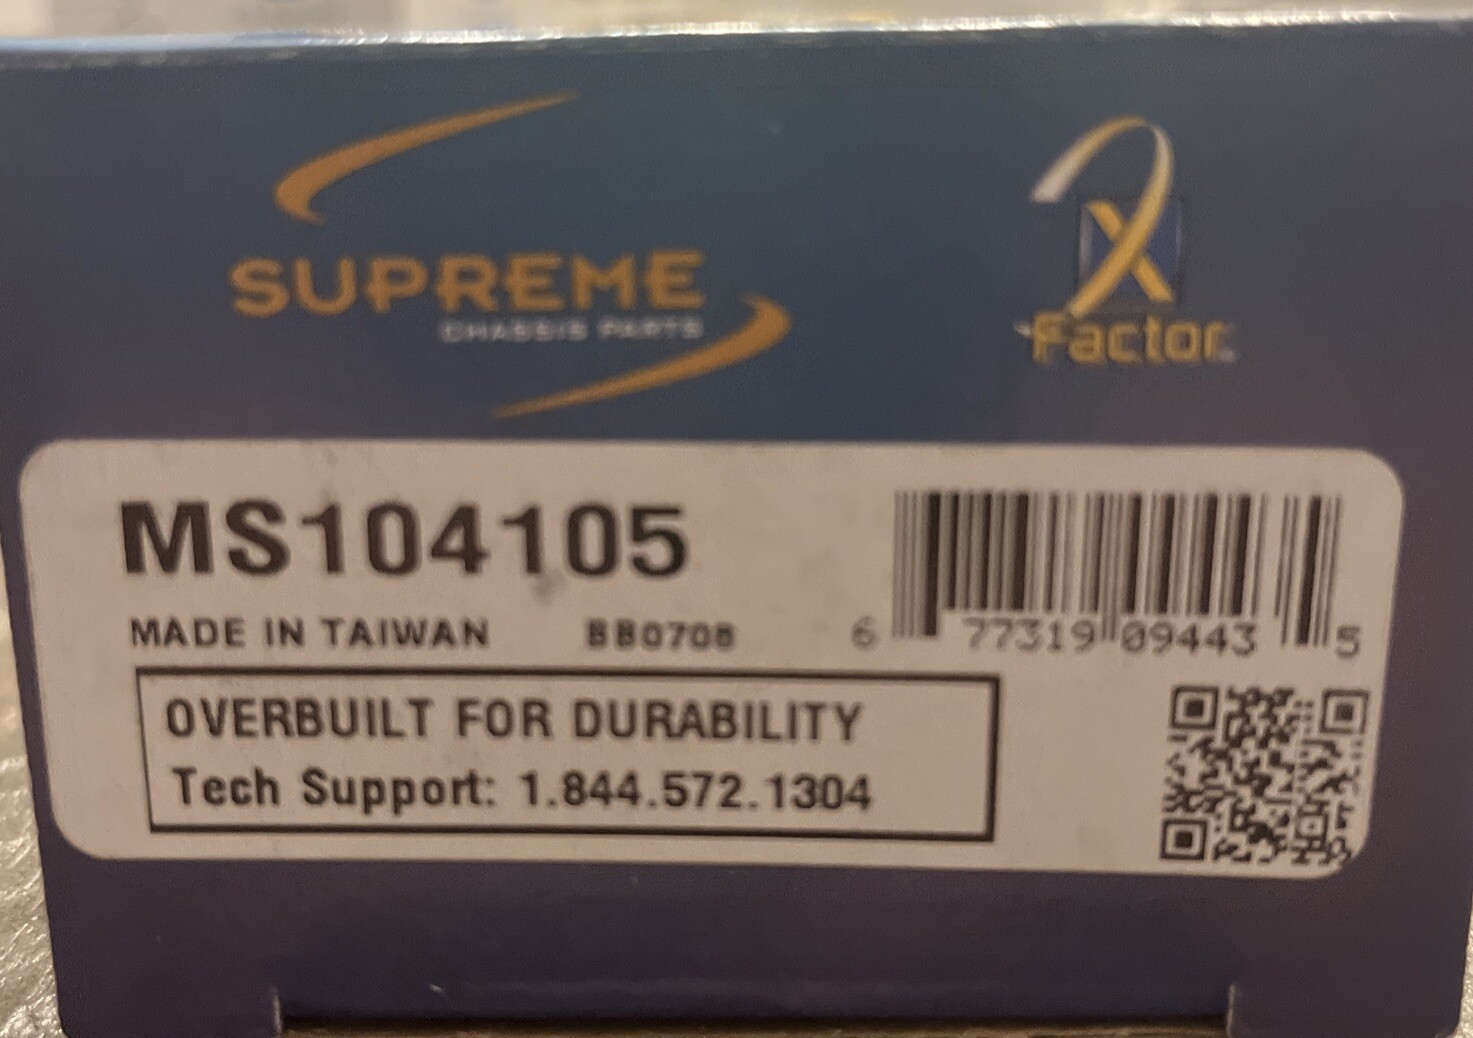 SUPREME
CHASSIS PARTS
X
Factor
MS104105
MADE IN TAIWAN BB0708
6 77319 09443 5
OVERBUILT FOR DURABILITY
Tech Support: 1.844.572.1304